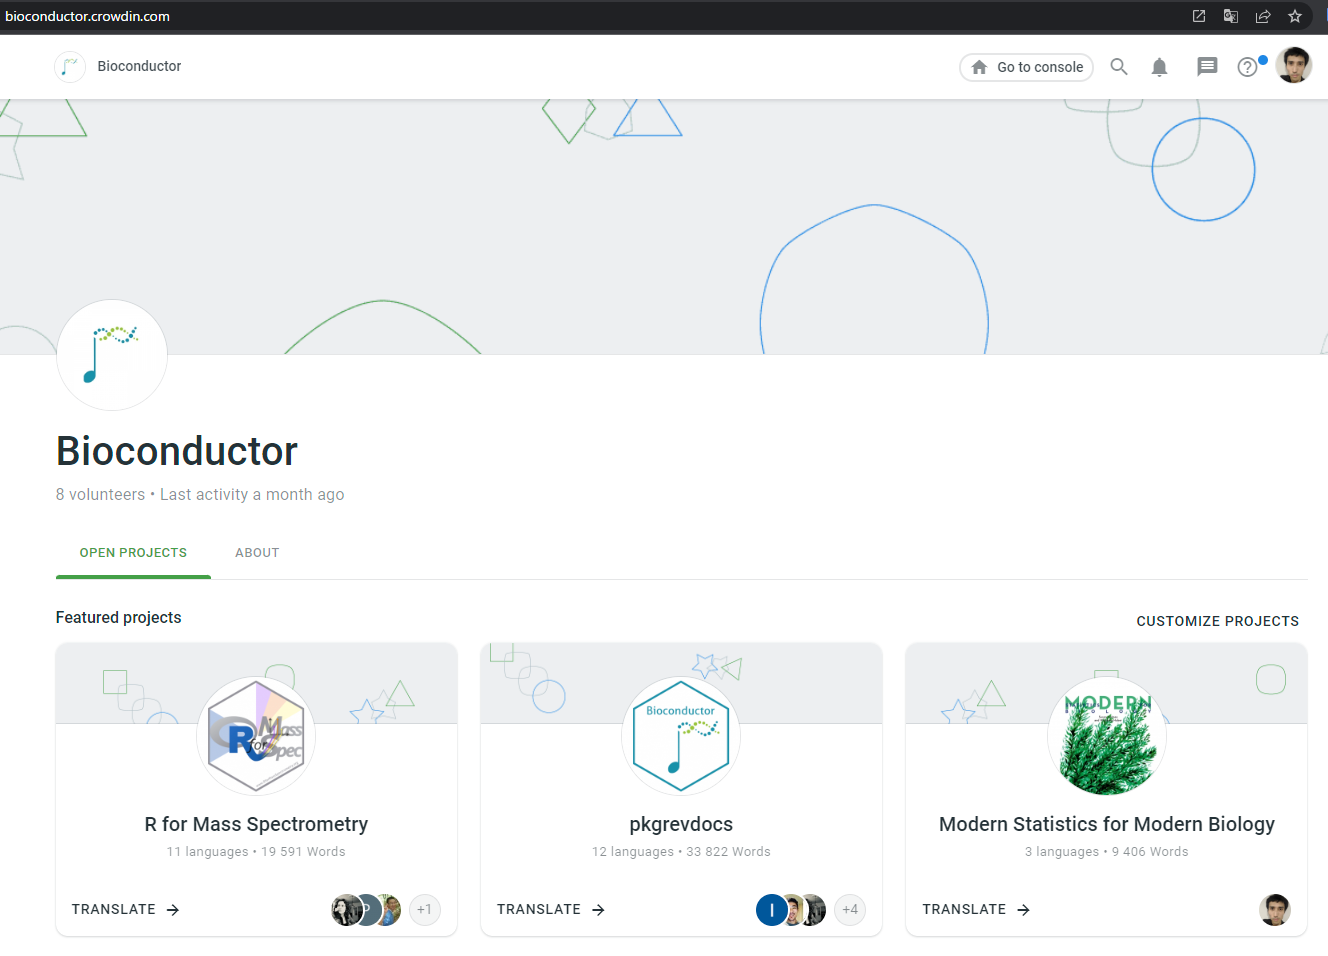 bioconductor.crowdin.com
Bioconductor
Go to console
Bioconductor
8 volunteers • Last activity a month ago
OPEN PROJECTS
ABOUT
Featured projects
CUSTOMIZE PROJECTS
R for Mass Spec
Bioconductor
MODERN
R for Mass Spectrometry
11 languages • 19 591 Words
TRANSLATE
P
+1
pkgrevdocs
12 languages • 33 822 Words
TRANSLATE
I
+4
Modern Statistics for Modern Biology
3 languages • 9 406 Words
TRANSLATE